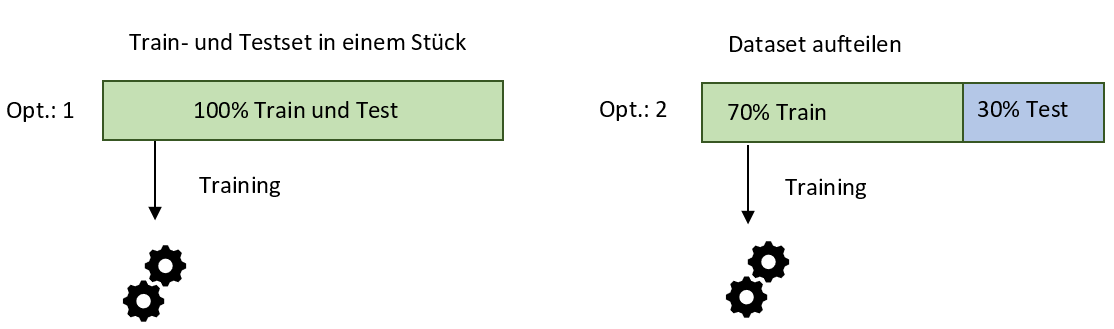 Train- und Testset in einem Stück
Opt.: 1
100% Train und Test
Training
Dataset aufteilen
Opt.: 2
70% Train
30% Test
Training